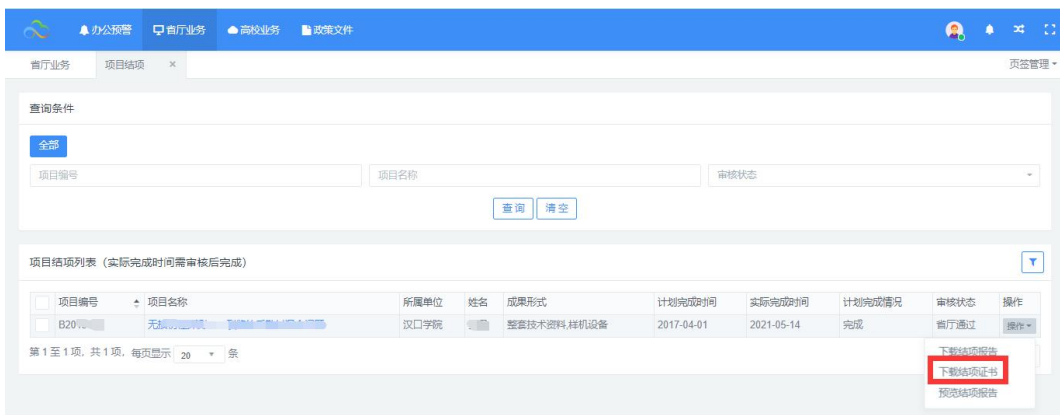 办公预警 省厅业务 高校业务 政策文件
省厅业务 项目结项 × 页签管理
查询条件
全部
项目编号 项目名称 审核状态
查询 清空
项目结项列表（实际完成时间需审核后完成）
项目编号 项目名称 所属单位 姓名 成果形式 计划完成时间 实际完成时间 计划完成情况 审核状态 操作
B20 汉口学院 整套技术资料,样机设备 2017-04-01 2021-05-14 完成 省厅通过 操作
第 1 至 1 项, 共 1 项, 每页显示 20 条
下载结项报告
下载结项证书
预览结项报告